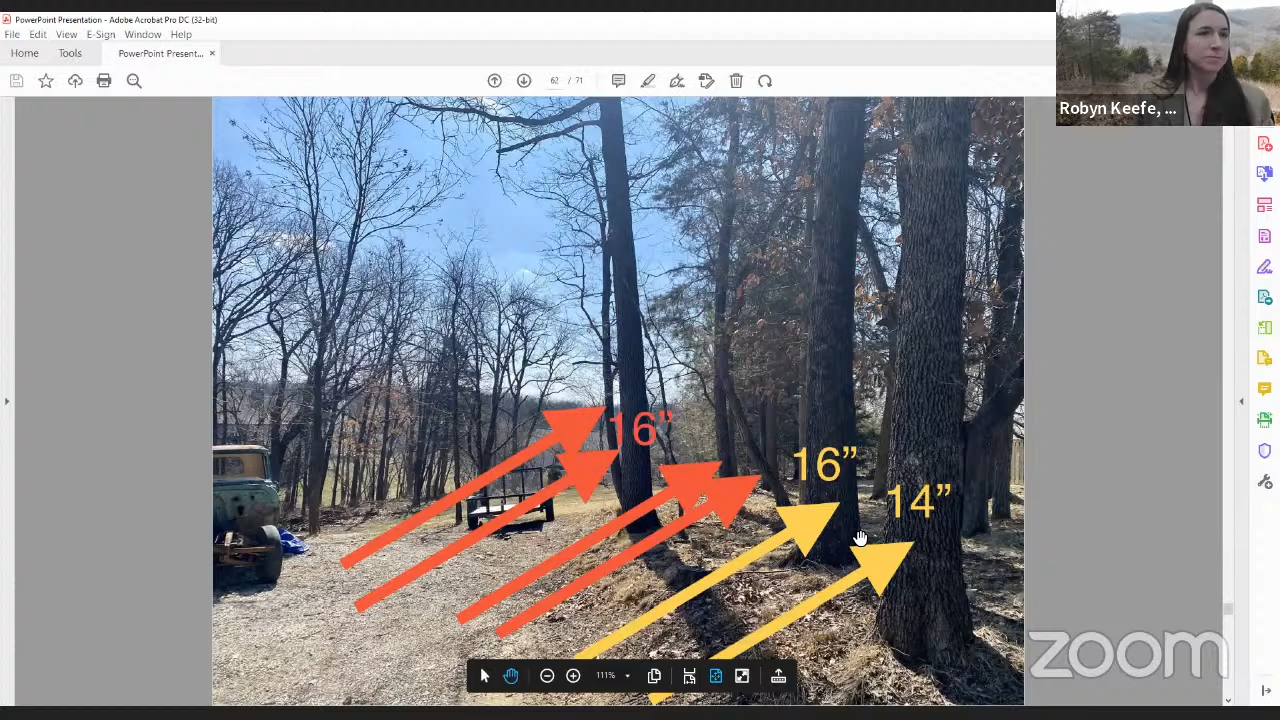 PowerPoint Presentation - Adobe Acrobat Pro DC (32-bit)
File Edit View E-Sign Window Help
Home Tools PowerPoint Present... ×
62 / 71
Robyn Keefe, ...
16”
16”
14”
111%
zoom